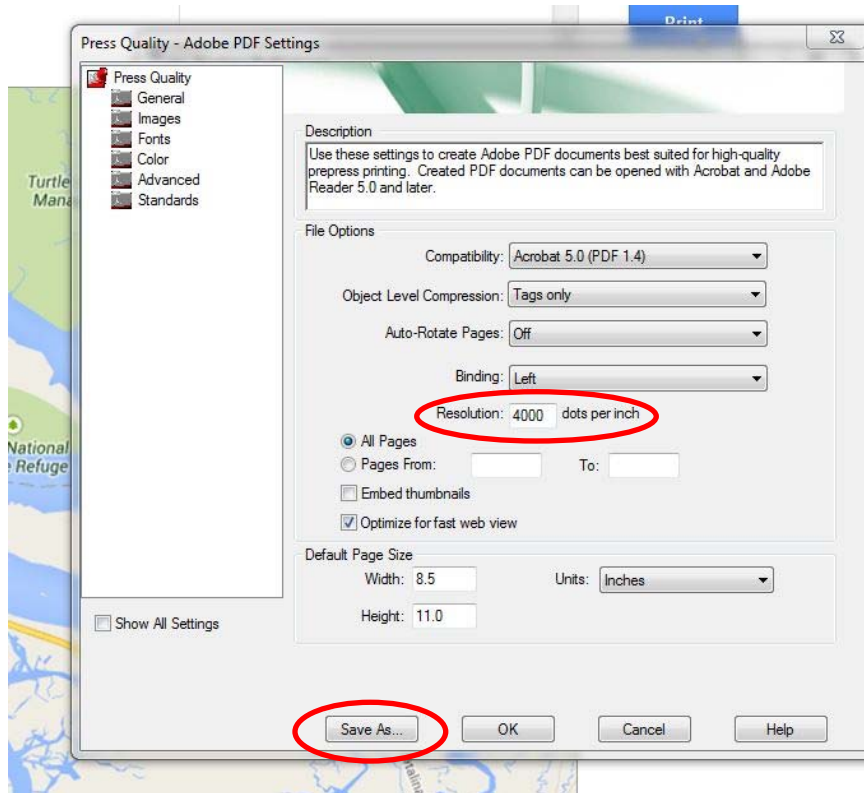 Print
Press Quality - Adobe PDF Settings
Press Quality
General
Images
Fonts
Color
Advanced
Standards
Show All Settings
Description
Use these settings to create Adobe PDF documents best suited for high-quality
prepress printing. Created PDF documents can be opened with Acrobat and Adobe
Reader 5.0 and later.
File Options
Compatibility: Acrobat 5.0 (PDF 1.4)
Object Level Compression: Tags only
Auto-Rotate Pages: Off
Binding: Left
Resolution: 4000 dots per inch
All Pages
Pages From: To:
Embed thumbnails
Optimize for fast web view
Default Page Size
Width: 8.5 Units: Inches
Height: 11.0
Save As... OK Cancel Help
Turtle
Mana
National
Refuge